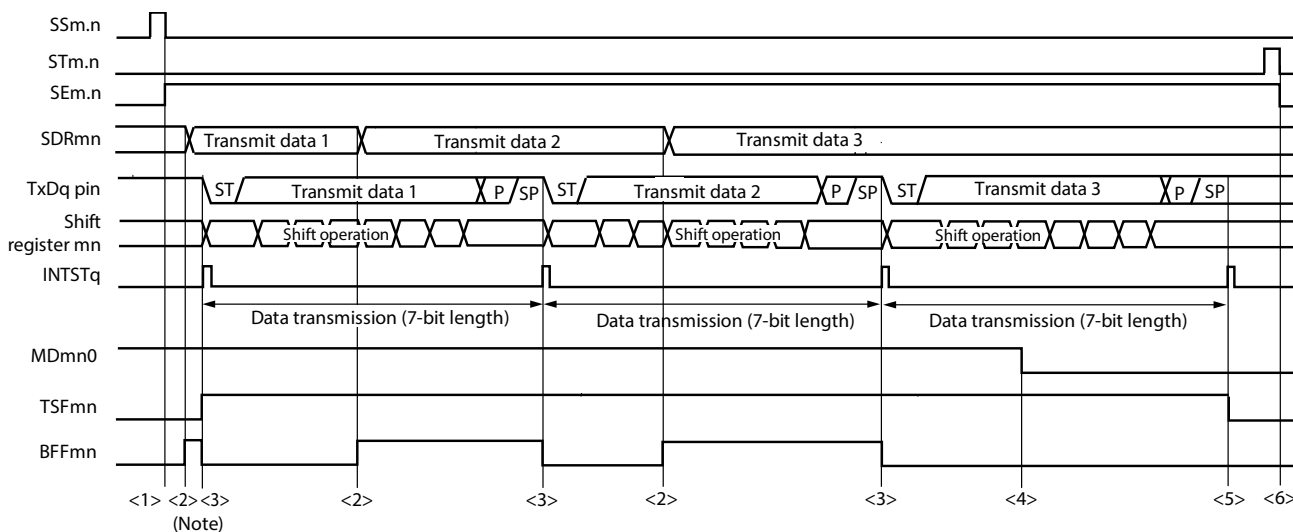 SSm.n
STm.n
SEm.n
SDRmn Transmit data 1 Transmit data 2 Transmit data 3
TxDq pin ST Transmit data 1 P SP ST Transmit data 2 P SP ST Transmit data 3 P SP
Shift
register mn Shift operation Shift operation Shift operation
INTSTq
Data transmission (7-bit length) Data transmission (7-bit length) Data transmission (7-bit length)
MDmn0
TSFmn
BFFmn
<1> <2> <3> <2> <3> <2> <3> <4> <5> <6>
(Note)